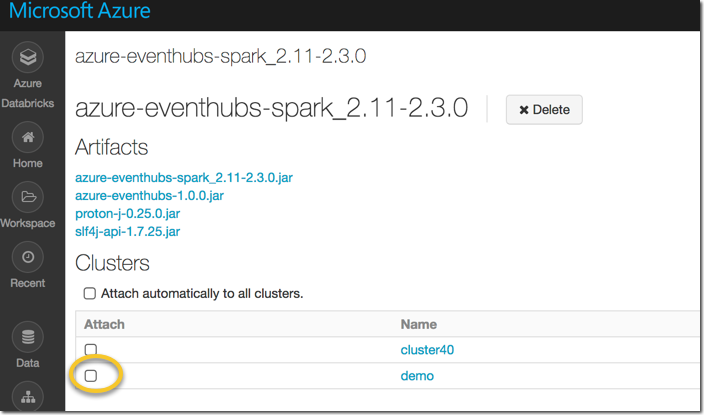 Microsoft Azure
azure-eventhubs-spark_2.11-2.3.0
azure-eventhubs-spark_2.11-2.3.0
✖ Delete
Artifacts
azure-eventhubs-spark_2.11-2.3.0.jar
azure-eventhubs-1.0.0.jar
proton-j-0.25.0.jar
slf4j-api-1.7.25.jar
Clusters
Attach automatically to all clusters.
Attach Name
cluster40
demo
Azure
Databricks
Home
Workspace
Recent
Data